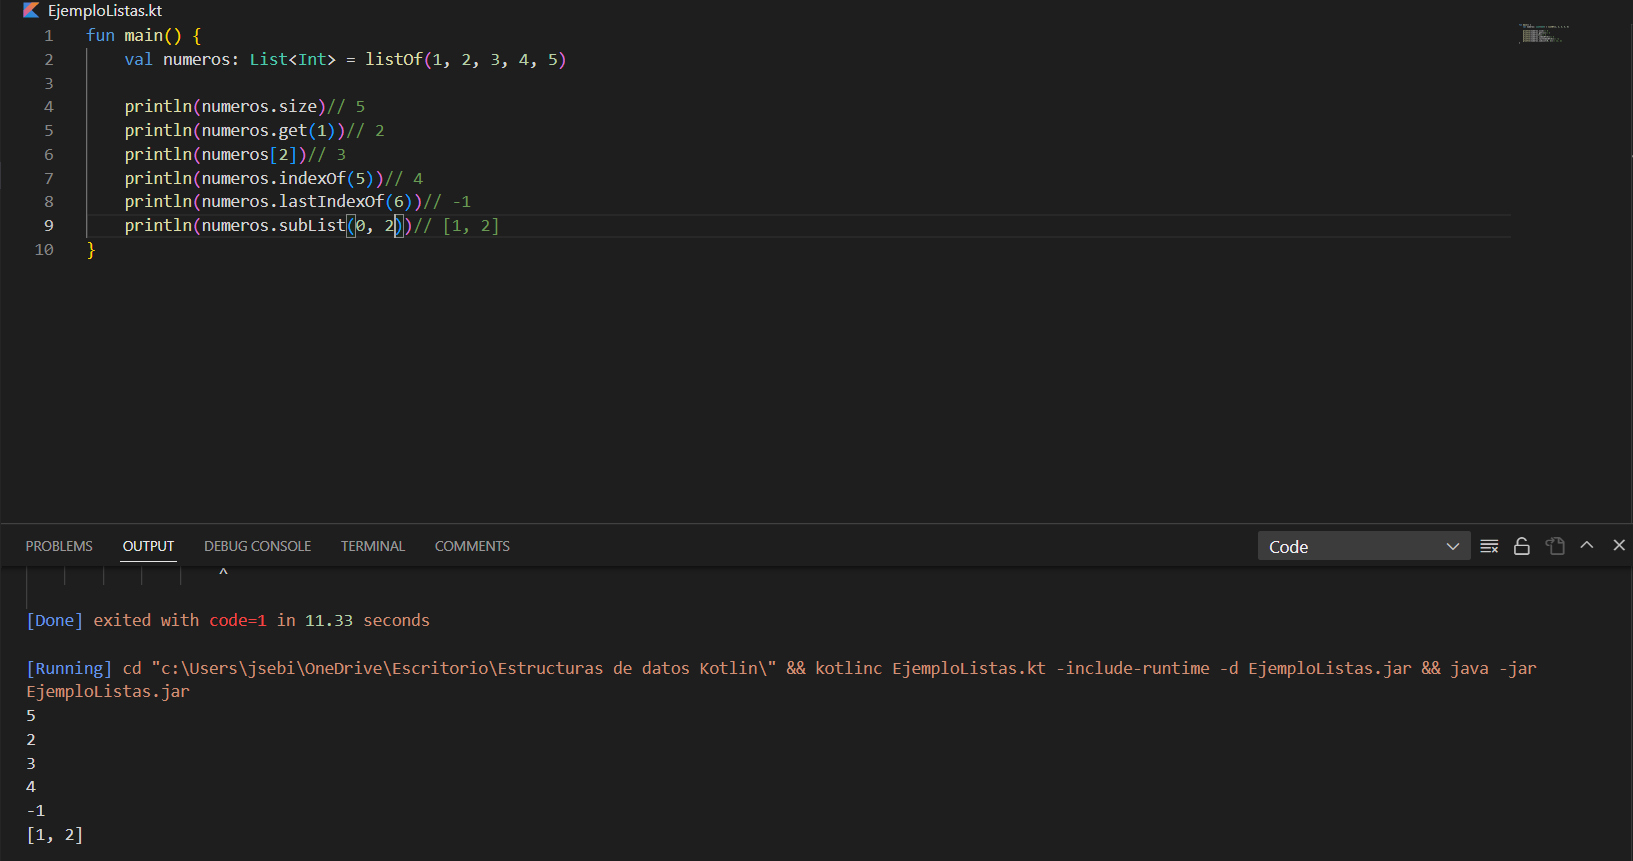 EjemploListas.kt
1 fun main() {
2     val numeros: List<Int> = listOf(1, 2, 3, 4, 5)
3
4     println(numeros.size)// 5
5     println(numeros.get(1))// 2
6     println(numeros[2])// 3
7     println(numeros.indexOf(5))// 4
8     println(numeros.lastIndexOf(6))// -1
9     println(numeros.subList(0, 2))// [1, 2]
10 }
PROBLEMS OUTPUT DEBUG CONSOLE TERMINAL COMMENTS Code
^
[Done] exited with code=1 in 11.33 seconds
[Running] cd "c:\Users\jsebi\OneDrive\Escritorio\Estructuras de datos Kotlin\" && kotlinc EjemploListas.kt -include-runtime -d EjemploListas.jar && java -jar
EjemploListas.jar
5
2
3
4
-1
[1, 2]